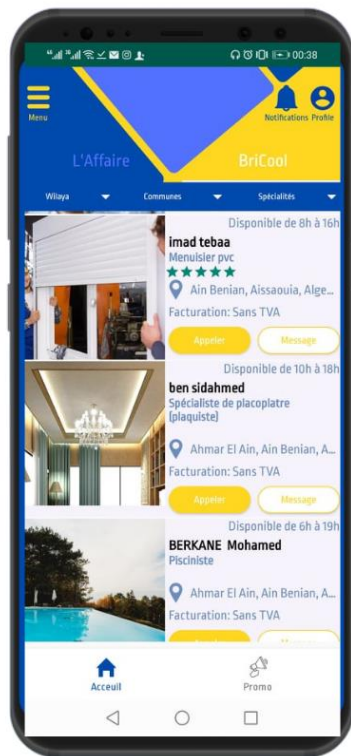 00:38
Menu
Notifications Profile
L'Affaire
BriCool
Wilaya
Communes
Spécialités
Disponible de 8h à 16h
imad tebaa
Menuisier pvc
Ain Benian, Aissaouia, Alge...
Facturation: Sans TVA
Appeler
Message
Disponible de 10h à 18h
ben sidahmed
Spécialiste de placoplatre
(plaquiste)
Ahmar El Ain, Ain Benian, A...
Facturation: Sans TVA
Appeler
Message
Disponible de 6h à 19h
BERKANE Mohamed
Pisciniste
Ahmar El Ain, Ain Benian, A...
Facturation: Sans TVA
Appeler
Message
Acceuil
Promo